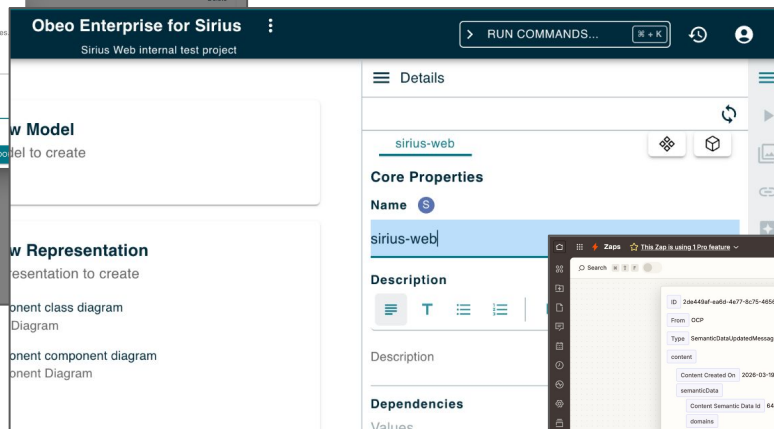 Obeo Enterprise for Sirius
Sirius Web internal test project
RUN COMMANDS...
⌘ + K
Details
sirius-web
Core Properties
Name S
sirius-web
Description
Description
Dependencies
Values
w Model
del to create
w Representation
resentation to create
onent class diagram
Diagram
onent component diagram
onent Diagram
Zaps
This Zap is using 1 Pro feature
Search
ID 2de449af-ea6d-4e77-8c75-4656
From OCP
Type SemanticDataUpdatedMessag
content
Content Created On 2026-03-19
semanticData
Content Semantic Data Id 64
domains